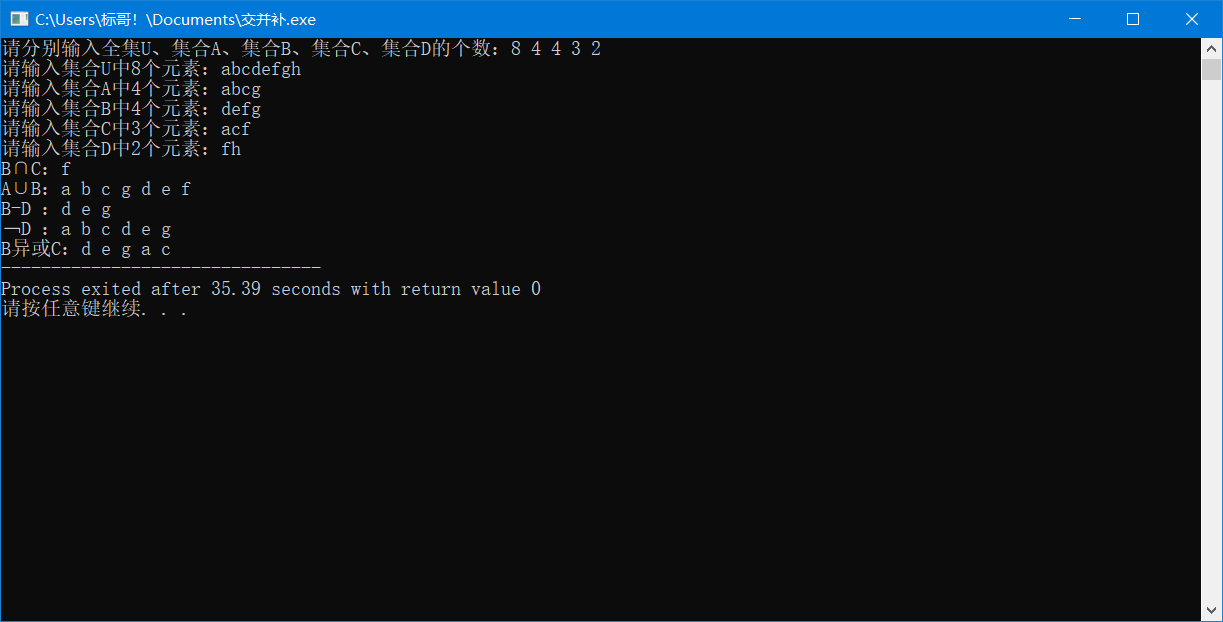 C:\Users\标哥！\Documents\交并补.exe
请分别输入全集U、集合A、集合B、集合C、集合D的个数：8 4 4 3 2
请输入集合U中8个元素：abcdefgh
请输入集合A中4个元素：abcg
请输入集合B中4个元素：defg
请输入集合C中3个元素：acf
请输入集合D中2个元素：fh
B∩C：f
A∪B：a b c g d e f
B-D ：d e g
￢D ：a b c d e g
B异或C：d e g a c
--------------------------------
Process exited after 35.39 seconds with return value 0
请按任意键继续. . .